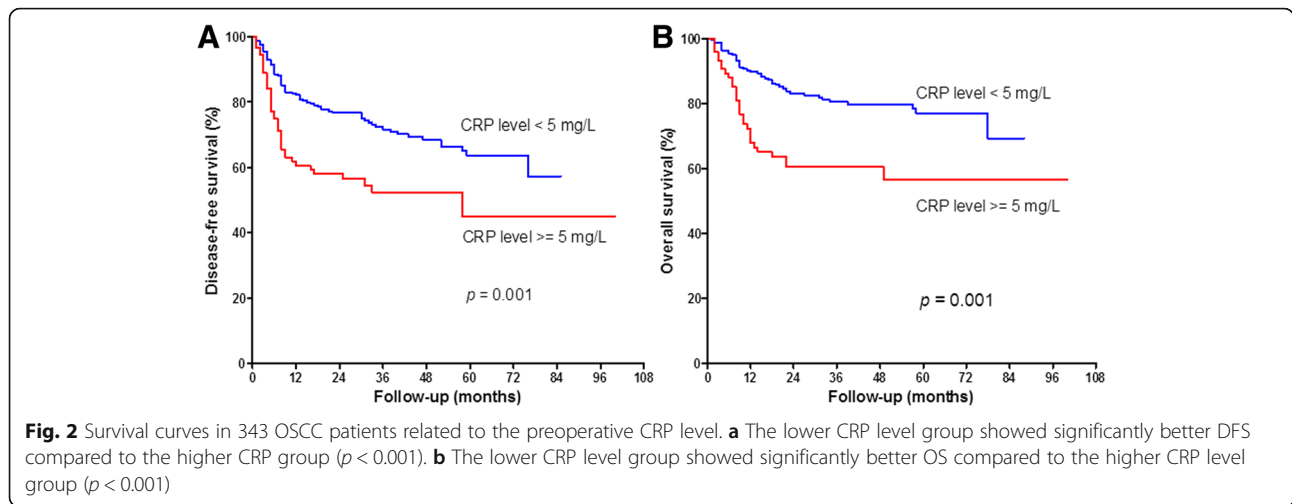 A
Disease-free survival (%)
100
80
60
40
20
0
CRP level < 5 mg/L
CRP level >= 5 mg/L
p = 0.001
0 12 24 36 48 60 72 84 96 108
Follow-up (months)
B
Overall survival (%)
100
80
60
40
20
0
CRP level < 5 mg/L
CRP level >= 5 mg/L
p = 0.001
0 12 24 36 48 60 72 84 96 108
Follow-up (months)
Fig. 2 Survival curves in 343 OSCC patients related to the preoperative CRP level. a The lower CRP level group showed significantly better DFS
compared to the higher CRP group (p < 0.001). b The lower CRP level group showed significantly better OS compared to the higher CRP level
group (p < 0.001)